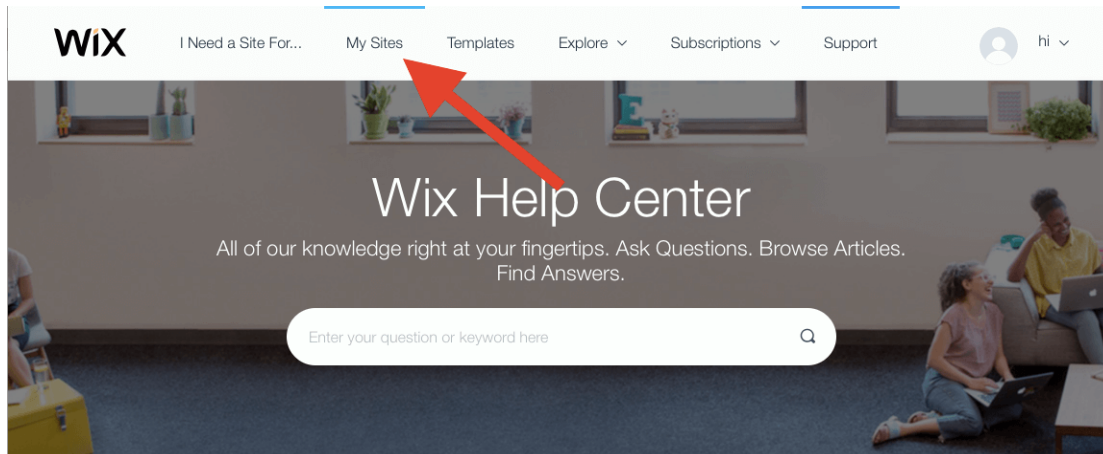 WiX
I Need a Site For...
My Sites
Templates
Explore
Subscriptions
Support
hi
E
Wix Help Center
All of our knowledge right at your fingertips. Ask Questions. Browse Articles.
Find Answers.
Enter your question or keyword here